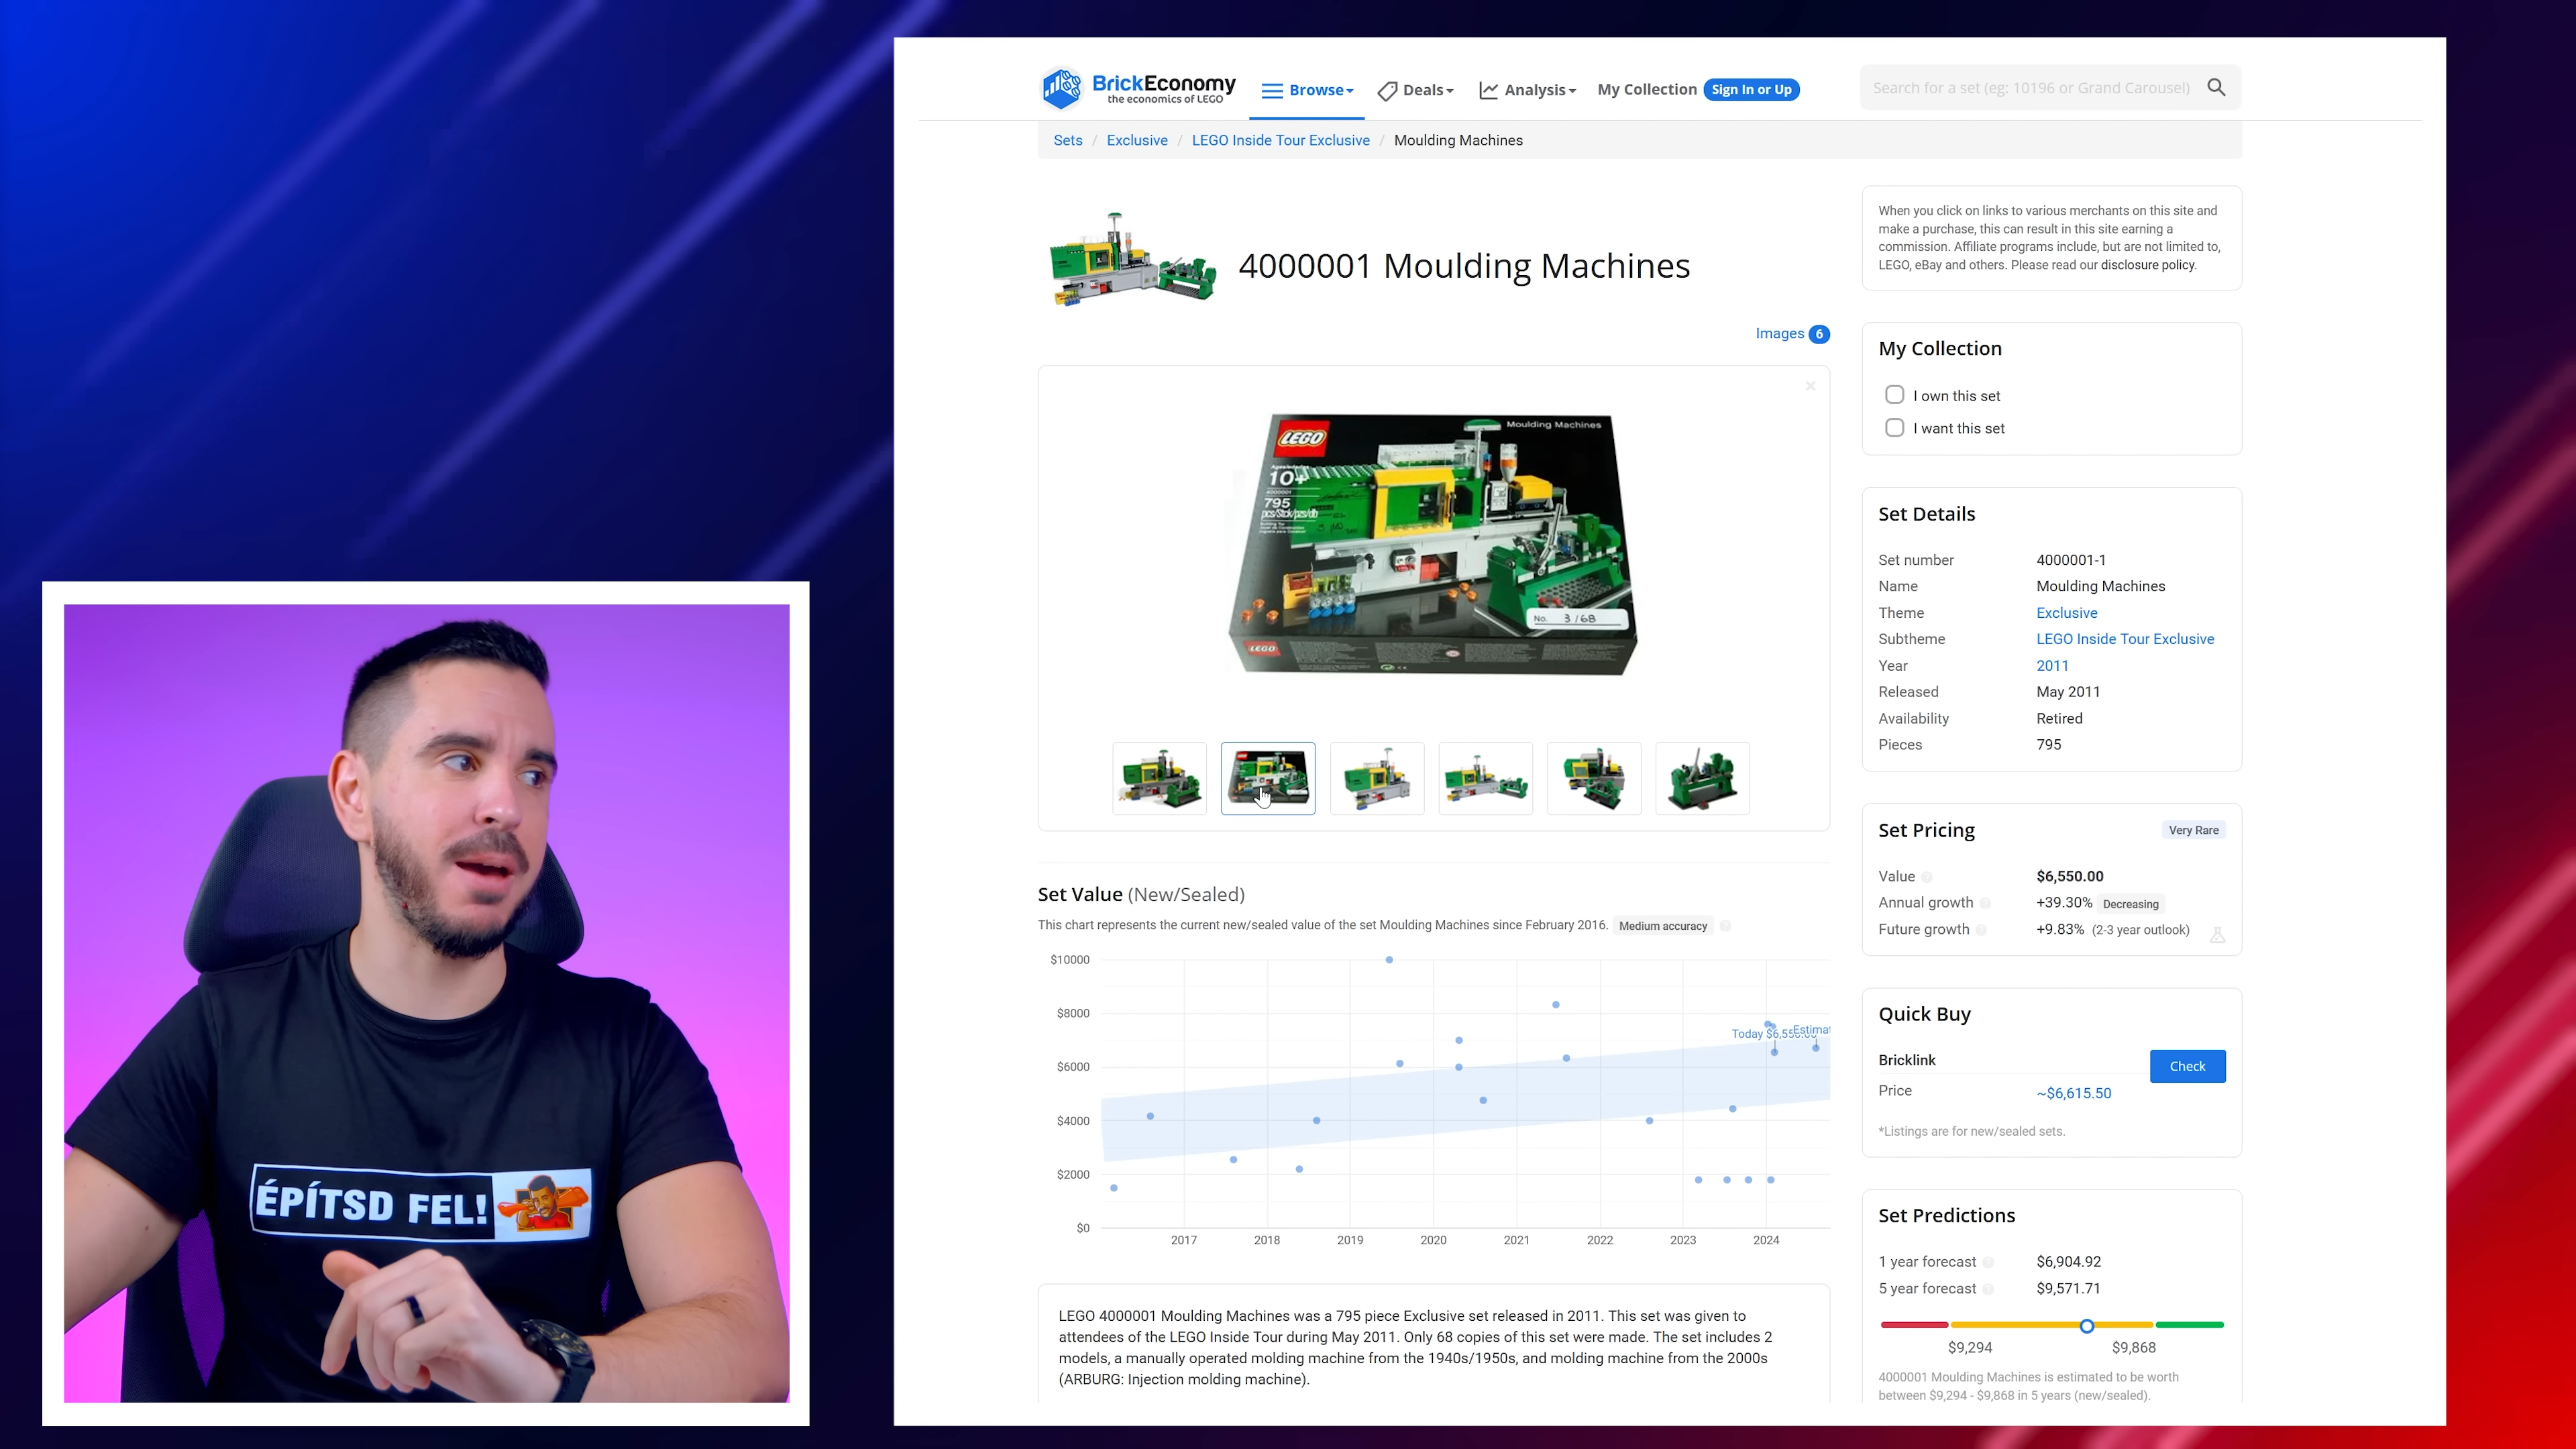 BrickEconomy
the economics of LEGO
Browse
Deals
Analysis
My Collection
Sign In or Up
Search for a set (eg: 10196 or Grand Carousel)
Sets / Exclusive / LEGO Inside Tour Exclusive / Moulding Machines
4000001 Moulding Machines
Images 6
LEGO
Moulding Machines
10+
4000001
795
pcs/Stck/pzs/db
No. 3/68
LEGO
Set Value (New/Sealed)
This chart represents the current new/sealed value of the set Moulding Machines since February 2016. Medium accuracy
$10000
$8000
$6000
$4000
$2000
$0
Today
2017 2018 2019 2020 2021 2022 2023 2024
LEGO 4000001 Moulding Machines was a 795 piece Exclusive set released in 2011. This set was given to
attendees of the LEGO Inside Tour during May 2011. Only 68 copies of this set were made. The set includes 2
models, a manually operated molding machine from the 1940s/1950s, and molding machine from the 2000s
(ARBURG: Injection molding machine).
When you click on links to various merchants on this site and
make a purchase, this can result in this site earning a
commission. Affiliate programs include, but are not limited to,
LEGO, eBay and others. Please read our disclosure policy.
My Collection
I own this set
I want this set
Set Details
Set number 4000001-1
Name Moulding Machines
Theme Exclusive
Subtheme LEGO Inside Tour Exclusive
Year 2011
Released May 2011
Availability Retired
Pieces 795
Set Pricing Very Rare
Value $6,550.00
Annual growth +39.30% Decreasing
Future growth +9.83% (2-3 year outlook)
Quick Buy
Bricklink
Check
Price ~$6,615.50
*Listings are for new/sealed sets.
Set Predictions
1 year forecast $6,904.92
5 year forecast $9,571.71
$9,294 $9,868
4000001 Moulding Machines is estimated to be worth
between $9,294 - $9,868 in 5 years (new/sealed).
ÉPÍTSD FEL!